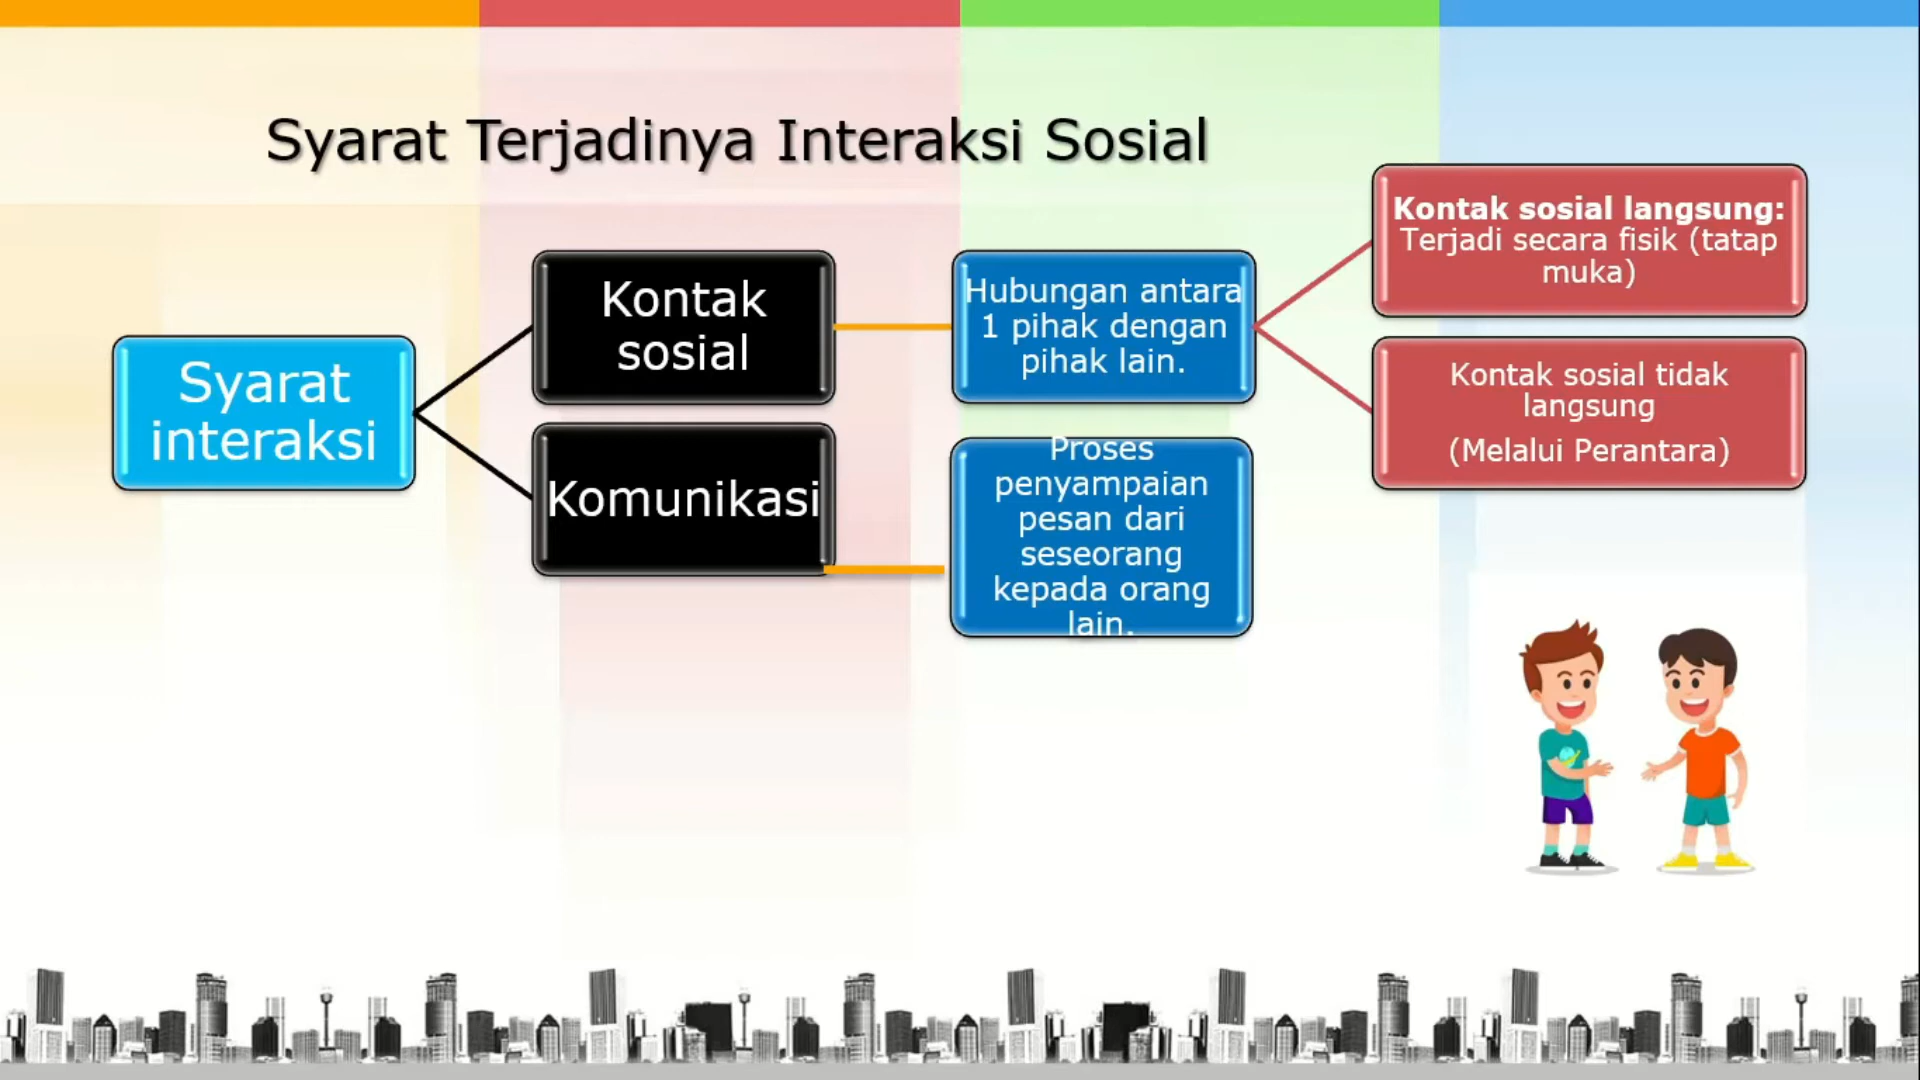 Syarat Terjadinya Interaksi Sosial
Syarat
interaksi
Kontak
sosial
Komunikasi
Hubungan antara
1 pihak dengan
pihak lain.
Proses
penyampaian
pesan dari
seseorang
kepada orang
lain.
Kontak sosial langsung:
Terjadi secara fisik (tatap
muka)
Kontak sosial tidak
langsung
(Melalui Perantara)